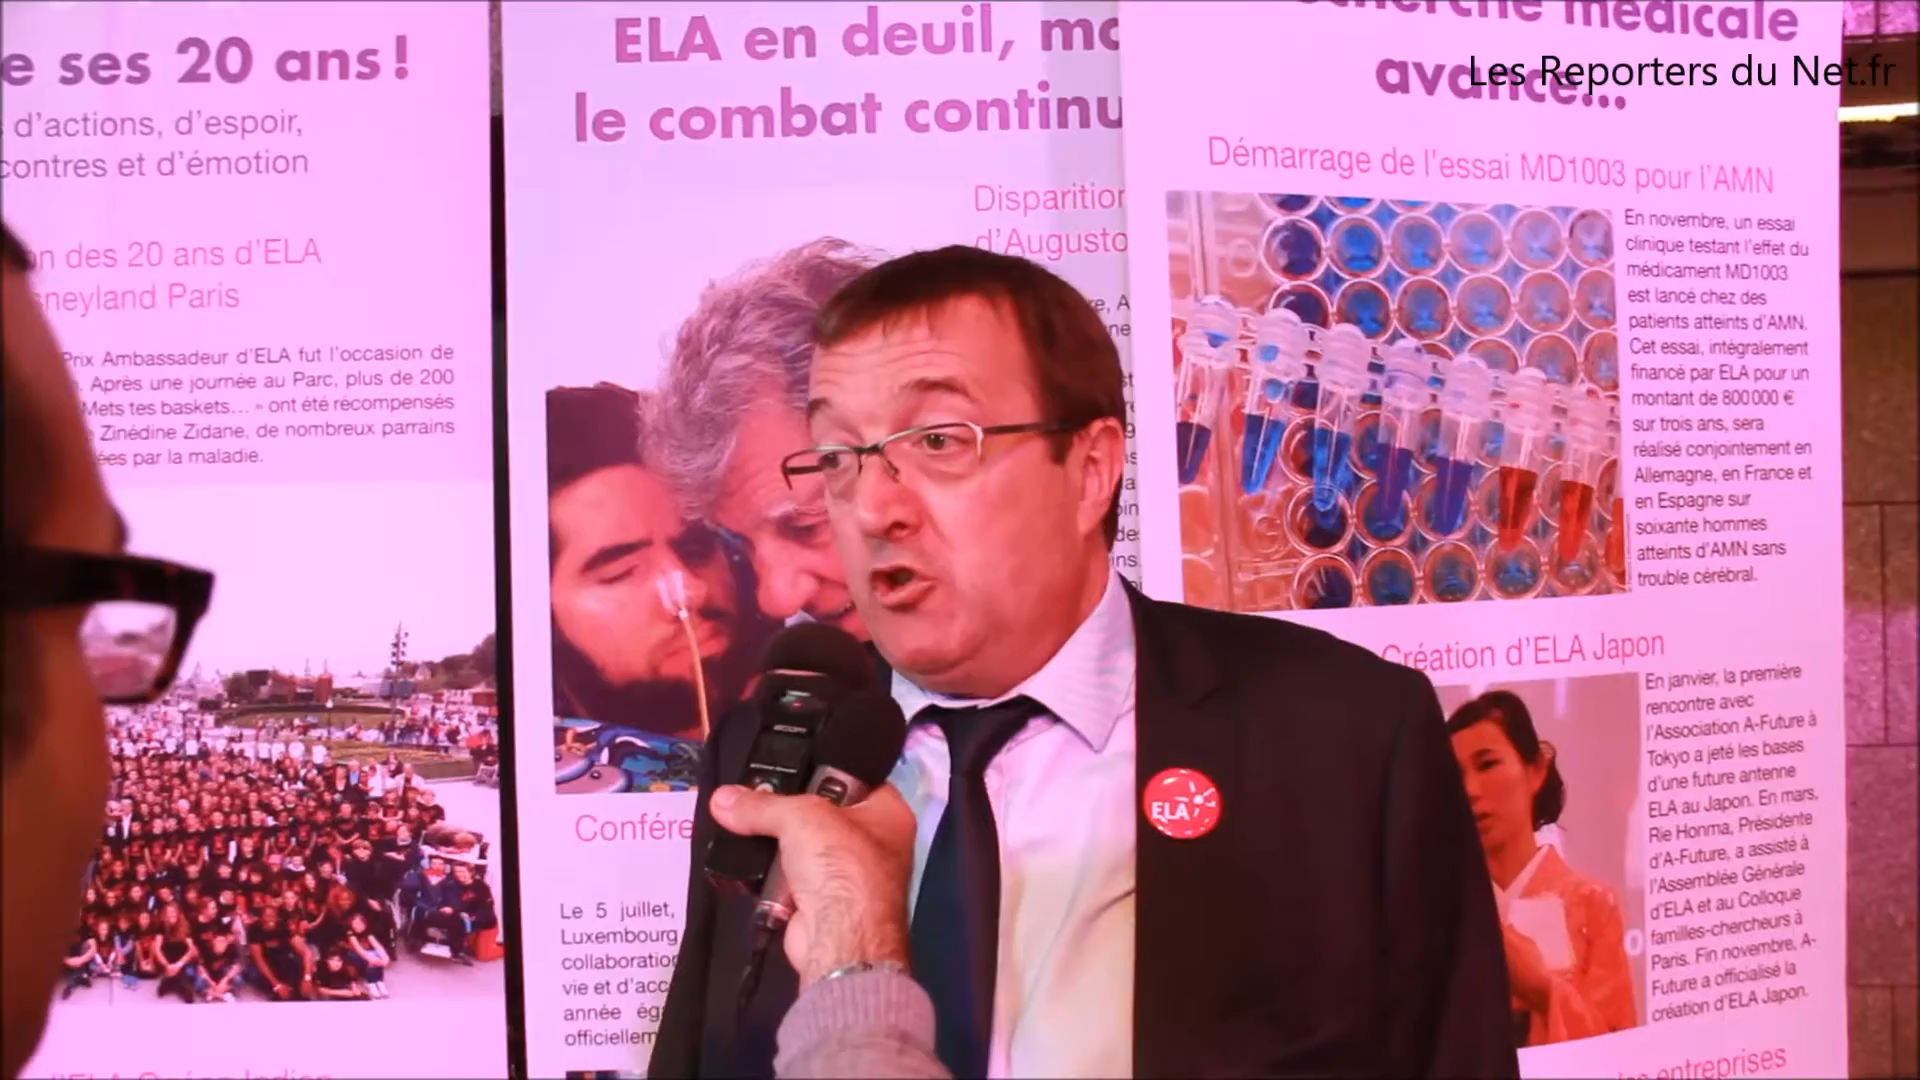 Les Reporters du Net.fr
e ses 20 ans !
d'actions, d'espoir,
contres et d'émotion
on des 20 ans d'ELA
sneyland Paris
Prix Ambassadeur d'ELA fut l'occasion de
. Après une journée au Parc, plus de 200
Mets tes baskets... » ont été récompensés
Zinédine Zidane, de nombreux parrains
ées par la maladie.
ELA en deuil, ma
le combat continu
Disparition
d'Augusto
Confére
Le 5 juillet,
Luxembourg
collaboration
vie et d'acc
année ég
officiellem
cherche médicale
avance...
Démarrage de l'essai MD1003 pour l'AMN
En novembre, un essai
clinique testant l'effet du
médicament MD1003
est lancé chez des
patients atteints d'AMN.
Cet essai, intégralement
financé par ELA pour un
montant de 800 000 €
sur trois ans, sera
réalisé conjointement en
Allemagne, en France et
en Espagne sur
soixante hommes
atteints d'AMN sans
trouble cérébral.
Création d'ELA Japon
En janvier, la première
rencontre avec
l'Association A-Future à
Tokyo a jeté les bases
d'une future antenne
ELA au Japon. En mars,
Rie Honma, Présidente
d'A-Future, a assisté à
l'Assemblée Générale
d'ELA et au Colloque
familles-chercheurs à
Paris. Fin novembre, A-
Future a officialisé la
création d'ELA Japon.
entreprises
ELA